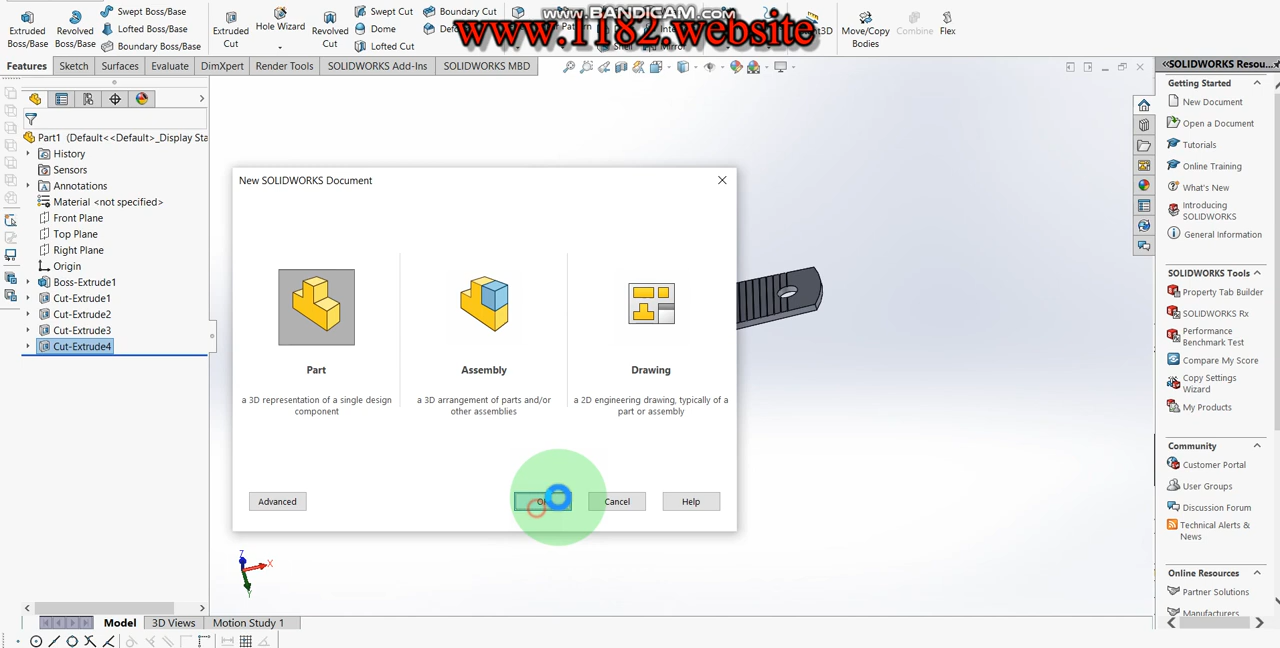 Extruded Boss/Base
Revolved Boss/Base
Swept Boss/Base
Lofted Boss/Base
Boundary Boss/Base
Extruded Cut
Hole Wizard
Revolved Cut
Swept Cut
Dome
Lofted Cut
Boundary Cut
www.BANDICAM.com
www.1182.website
Move/Copy Bodies
Combine
Flex
Features
Sketch
Surfaces
Evaluate
DimXpert
Render Tools
SOLIDWORKS Add-Ins
SOLIDWORKS MBD
Part1 (Default<<Default>_Display Sta
History
Sensors
Annotations
Material <not specified>
Front Plane
Top Plane
Right Plane
Origin
Boss-Extrude1
Cut-Extrude1
Cut-Extrude2
Cut-Extrude3
Cut-Extrude4
New SOLIDWORKS Document
Part
a 3D representation of a single design
component
Assembly
a 3D arrangement of parts and/or
other assemblies
Drawing
a 2D engineering drawing, typically of a
part or assembly
Advanced
Cancel
Help
Z
X
Y
Model
3D Views
Motion Study 1
SOLIDWORKS Resou...
Getting Started
New Document
Open a Document
Tutorials
Online Training
What's New
Introducing
SOLIDWORKS
General Information
SOLIDWORKS Tools
Property Tab Builder
SOLIDWORKS Rx
Performance
Benchmark Test
Compare My Score
Copy Settings
Wizard
My Products
Community
Customer Portal
User Groups
Discussion Forum
Technical Alerts &
News
Online Resources
Partner Solutions
Manufacturers